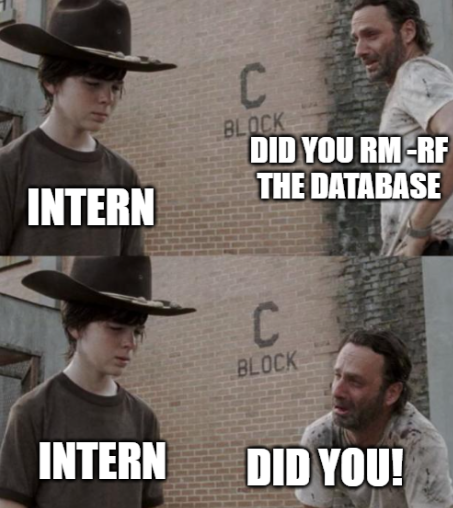 C
BLOCK
DID YOU RM -RF
THE DATABASE
INTERN
C
BLOCK
INTERN
DID YOU!